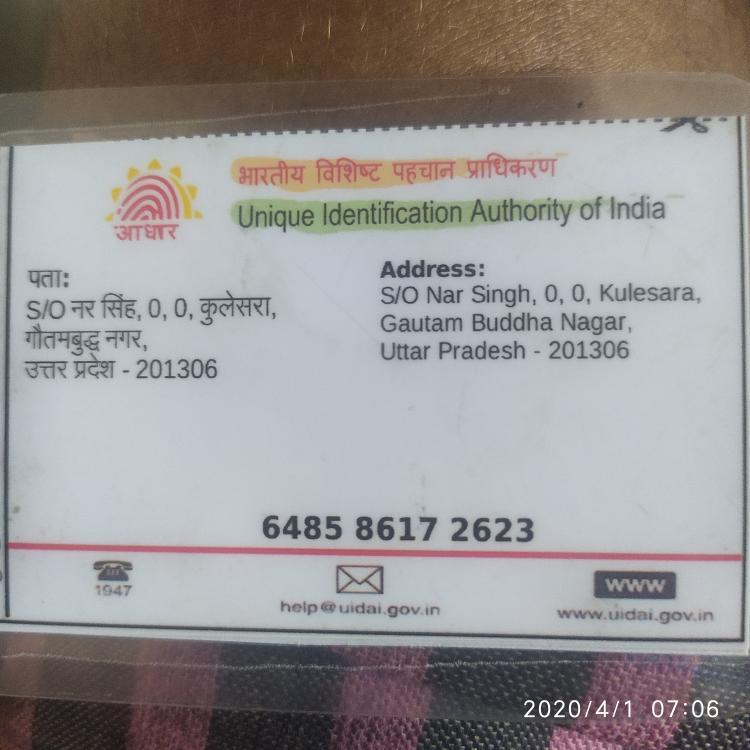 भारतीय विशिष्ट पहचान प्राधिकरण
Unique Identification Authority of India
आधार
पता:
S/O नर सिंह, 0, 0, कुलेसरा,
गौतमबुद्ध नगर,
उत्तर प्रदेश - 201306
Address:
S/O Nar Singh, 0, 0, Kulesara,
Gautam Buddha Nagar,
Uttar Pradesh - 201306
6485 8617 2623
1947
help@uidai.gov.in
www
www.uidai.gov.in
2020/4/1 07:06